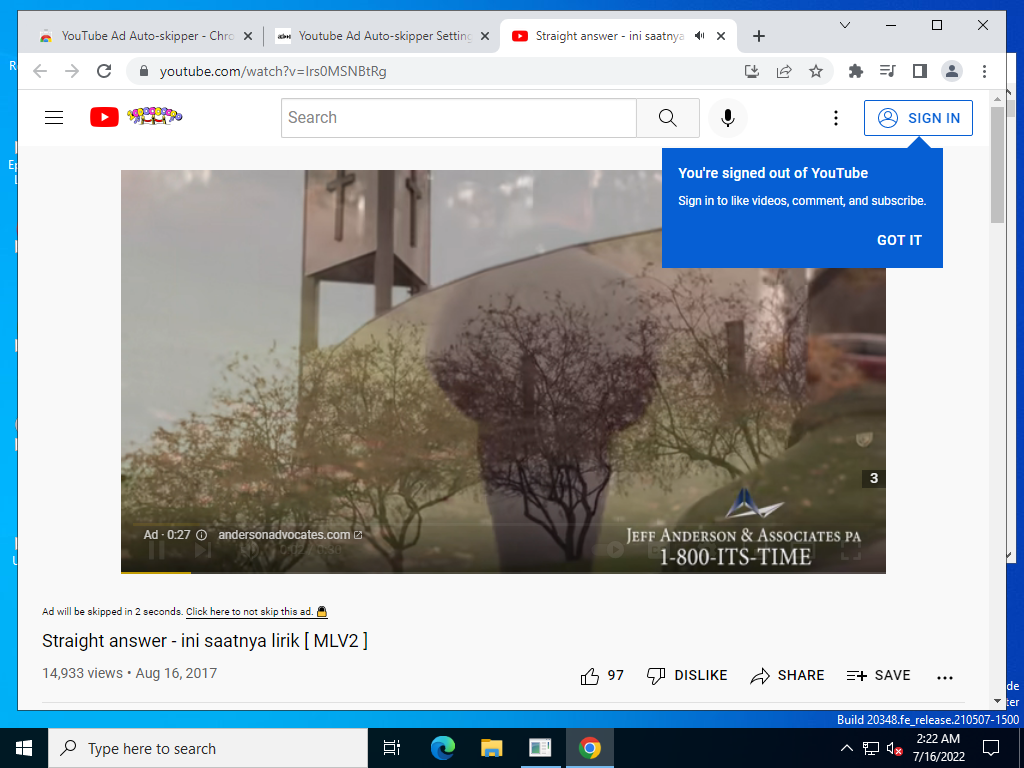 YouTube Ad Auto-skipper - Chro
Youtube Ad Auto-skipper Setting
Straight answer - ini saatnya
youtube.com/watch?v=Irs0MSNBtRg
Search
SIGN IN
You're signed out of YouTube
Sign in to like videos, comment, and subscribe.
GOT IT
3
Ad · 0:27
andersonadvocates.com
JEFF ANDERSON & ASSOCIATES PA
1-800-ITS-TIME
Ad will be skipped in 2 seconds. Click here to not skip this ad.
Straight answer - ini saatnya lirik [ MLV2 ]
14,933 views • Aug 16, 2017
97
DISLIKE
SHARE
SAVE
Build 20348.fe_release.210507-1500
Type here to search
2:22 AM
7/16/2022